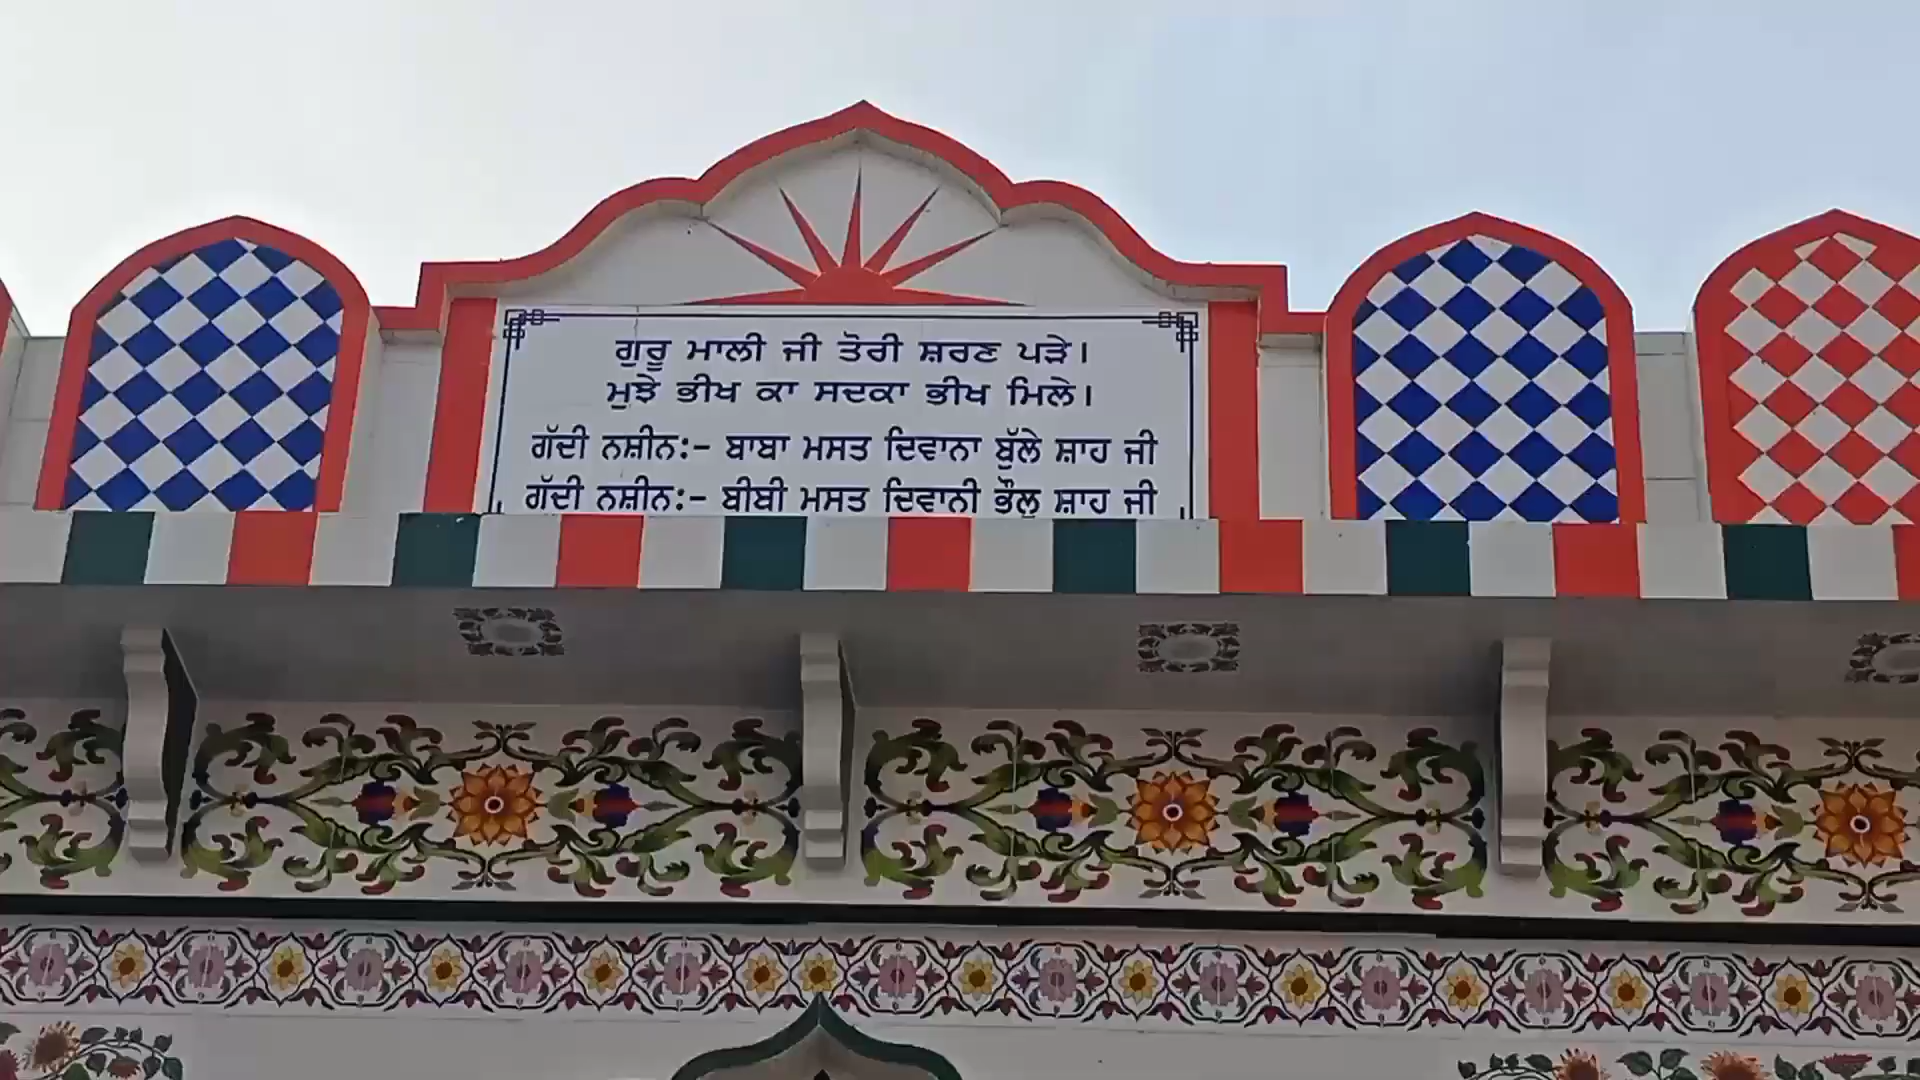 ਗੁਰੂ ਮਾਲੀ ਜੀ ਤੋਰੀ ਸ਼ਰਣ ਪੜੇ।
ਮੁਝੇ ਭੀਖ ਕਾ ਸਦਕਾ ਭੀਖ ਮਿਲੇ।
ਗੱਦੀ ਨਸ਼ੀਨ:- ਬਾਬਾ ਮਸਤ ਦਿਵਾਨਾ ਬੁੱਲੇ ਸ਼ਾਹ ਜੀ
ਗੱਦੀ ਨਸ਼ੀਨ:- ਬੀਬੀ ਮਸਤ ਦਿਵਾਨੀ ਭੌਲੁ ਸ਼ਾਹ ਜੀ